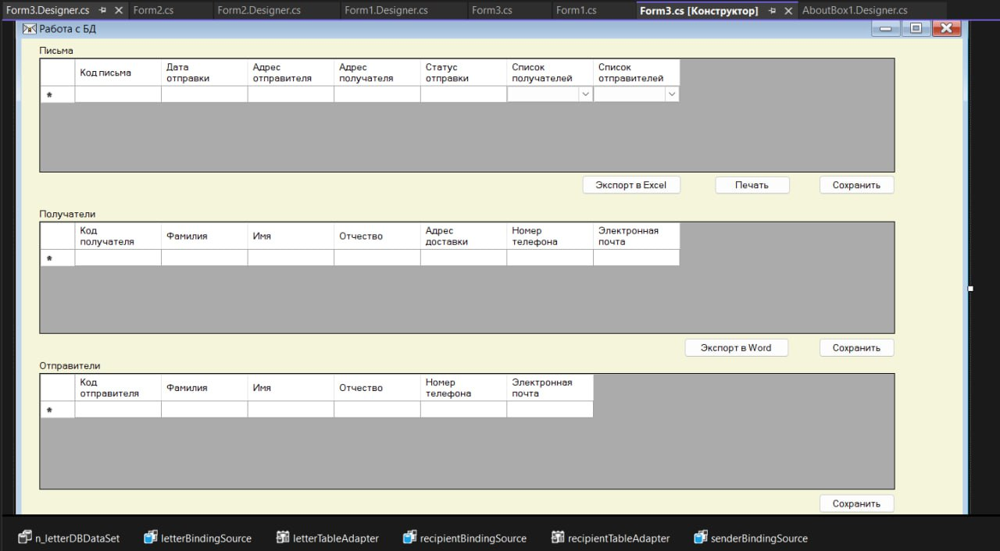 Form3.Designer.cs Form2.cs Form2.Designer.cs Form1.Designer.cs Form3.cs Form1.cs Form3.cs [Конструктор] AboutBox1.Designer.cs
Работа с БД
Письма
Код письма
Дата
отправки
Адрес
отправителя
Адрес
получателя
Статус
отправки
Список
получателей
Список
отправителей
*
Экспорт в Excel Печать Сохранить
Получатели
Код
получателя
Фамилия
Имя
Отчество
Адрес
доставки
Номер
телефона
Электронная
почта
*
Экспорт в Word Сохранить
Отправители
Код
отправителя
Фамилия
Имя
Отчество
Номер
телефона
Электронная
почта
*
Сохранить
n_letterDBDataSet letterBindingSource letterTableAdapter recipientBindingSource recipientTableAdapter senderBindingSource